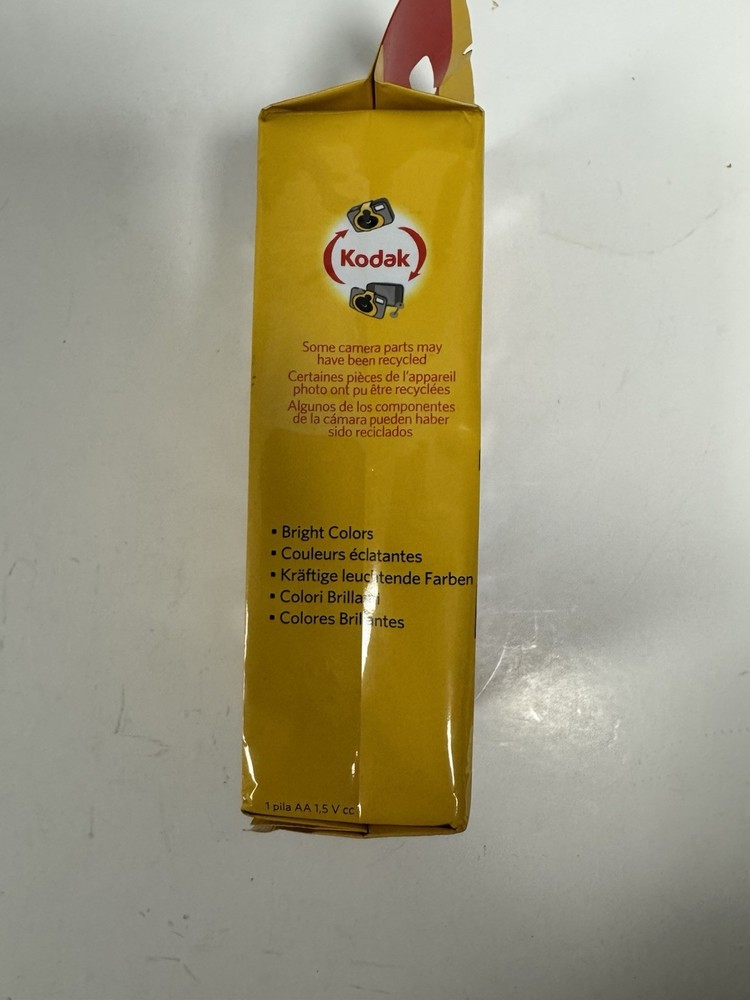 Kodak
Some camera parts may
have been recycled
Certaines pièces de l'appareil
photo ont pu être recyclées
Algunos de los componentes
de la cámara pueden haber
sido reciclados
▪ Bright Colors
▪ Couleurs éclatantes
▪ Kräftige leuchtende Farben
▪ Colori Brillanti
▪ Colores Brillantes
1 pila AA 1,5 V cc